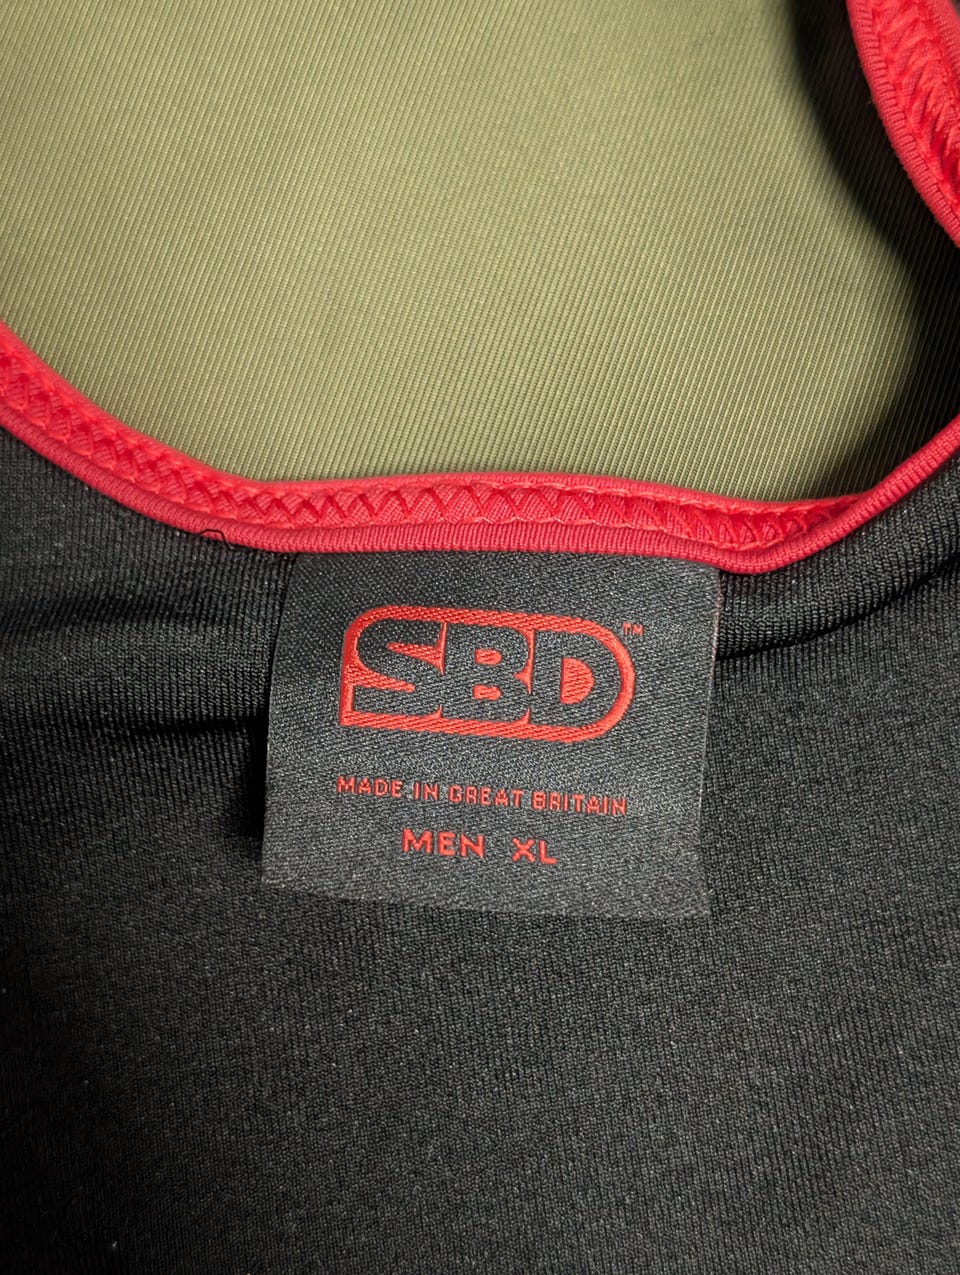 SBD™
MADE IN GREAT BRITAIN
MEN XL